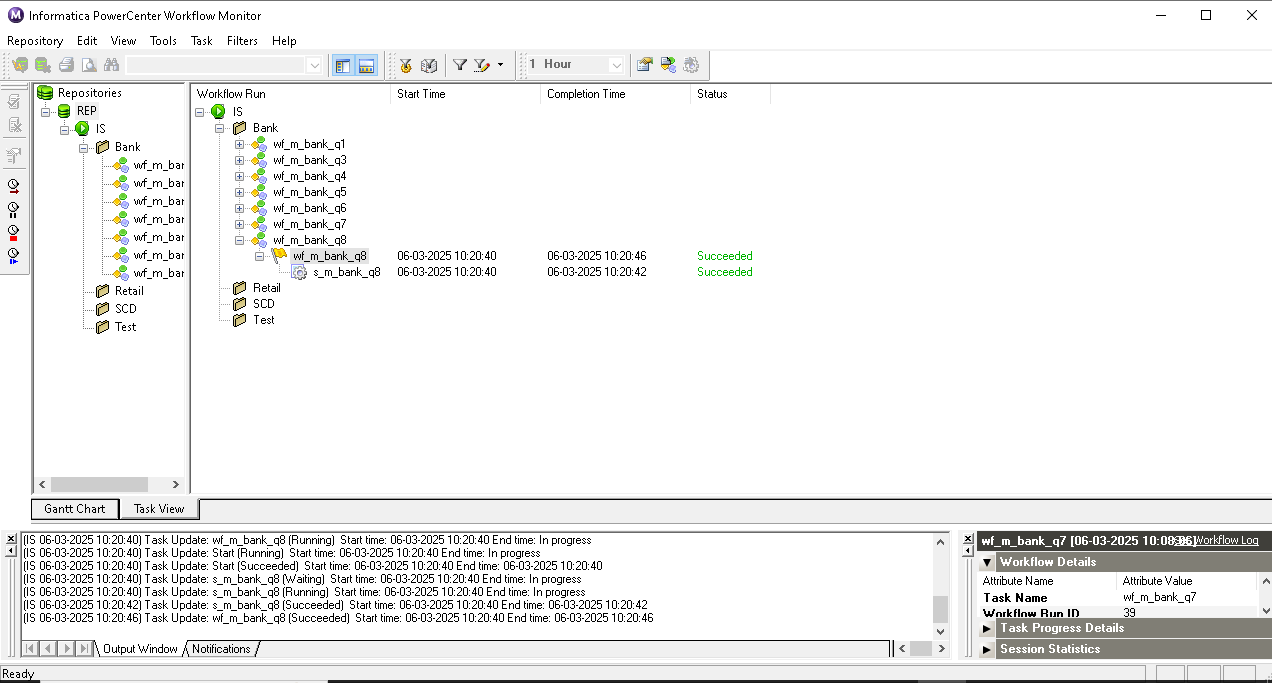 Informatica PowerCenter Workflow Monitor
Repository Edit View Tools Task Filters Help
1 Hour
Repositories
REP
IS
Bank
wf_m_bar
wf_m_bar
wf_m_bar
wf_m_bar
wf_m_bar
wf_m_bar
wf_m_bar
Retail
SCD
Test
Workflow Run Start Time Completion Time Status
IS
Bank
wf_m_bank_q1
wf_m_bank_q3
wf_m_bank_q4
wf_m_bank_q5
wf_m_bank_q6
wf_m_bank_q7
wf_m_bank_q8
wf_m_bank_q8 06-03-2025 10:20:40 06-03-2025 10:20:46 Succeeded
s_m_bank_q8 06-03-2025 10:20:40 06-03-2025 10:20:42 Succeeded
Retail
SCD
Test
Gantt Chart Task View
(IS 06-03-2025 10:20:40) Task Update: wf_m_bank_q8 (Running) Start time: 06-03-2025 10:20:40 End time: In progress
(IS 06-03-2025 10:20:40) Task Update: Start (Running) Start time: 06-03-2025 10:20:40 End time: In progress
(IS 06-03-2025 10:20:40) Task Update: Start (Succeeded) Start time: 06-03-2025 10:20:40 End time: 06-03-2025 10:20:40
(IS 06-03-2025 10:20:40) Task Update: s_m_bank_q8 (Waiting) Start time: 06-03-2025 10:20:40 End time: In progress
(IS 06-03-2025 10:20:40) Task Update: s_m_bank_q8 (Running) Start time: 06-03-2025 10:20:40 End time: In progress
(IS 06-03-2025 10:20:42) Task Update: s_m_bank_q8 (Succeeded) Start time: 06-03-2025 10:20:40 End time: 06-03-2025 10:20:42
(IS 06-03-2025 10:20:46) Task Update: wf_m_bank_q8 (Succeeded) Start time: 06-03-2025 10:20:40 End time: 06-03-2025 10:20:46
Output Window Notifications
wf_m_bank_q7 [06-03-2025 10:08:06] Workflow Log
Workflow Details
Attribute Name Attribute Value
Task Name wf_m_bank_q7
Workflow Run ID 39
Task Progress Details
Session Statistics
Ready